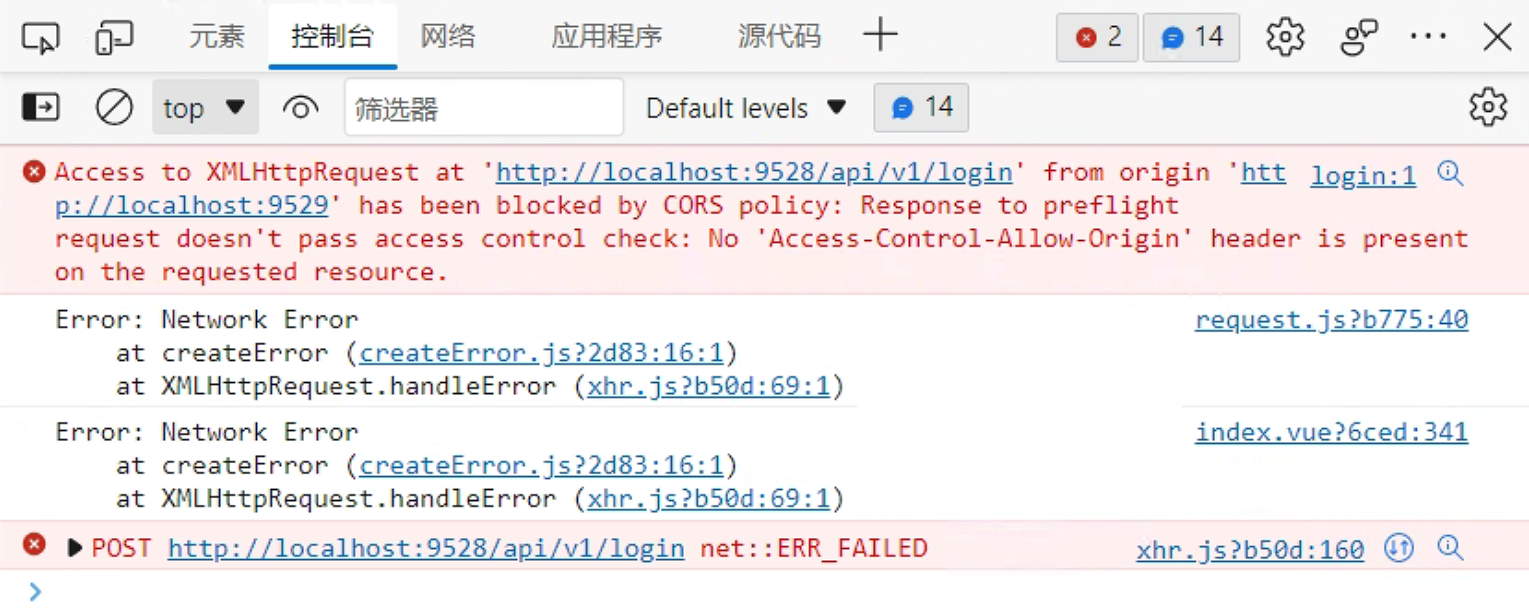 元素 控制台 网络 应用程序 源代码 2 14
top 筛选器 Default levels 14
Access to XMLHttpRequest at 'http://localhost:9528/api/v1/login' from origin 'htt login:1
p://localhost:9529' has been blocked by CORS policy: Response to preflight
request doesn't pass access control check: No 'Access-Control-Allow-Origin' header is present
on the requested resource.
Error: Network Error request.js?b775:40
at createError (createError.js?2d83:16:1)
at XMLHttpRequest.handleError (xhr.js?b50d:69:1)
Error: Network Error index.vue?6ced:341
at createError (createError.js?2d83:16:1)
at XMLHttpRequest.handleError (xhr.js?b50d:69:1)
POST http://localhost:9528/api/v1/login net::ERR_FAILED xhr.js?b50d:160